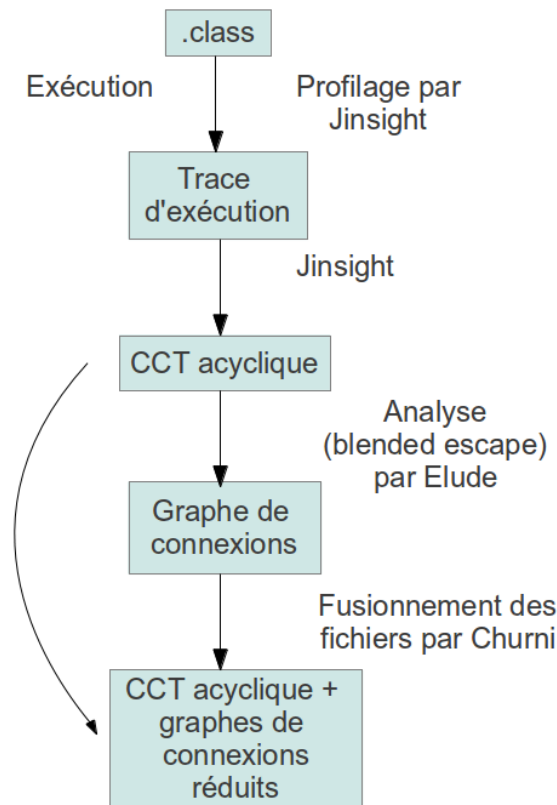 .class
Exécution
Profilage par
Jinsight
Trace
d'exécution
Jinsight
CCT acyclique
Analyse
(blended escape)
par Elude
Graphe de
connexions
Fusionnement des
fichiers par Churni
CCT acyclique +
graphes de
connexions
réduits